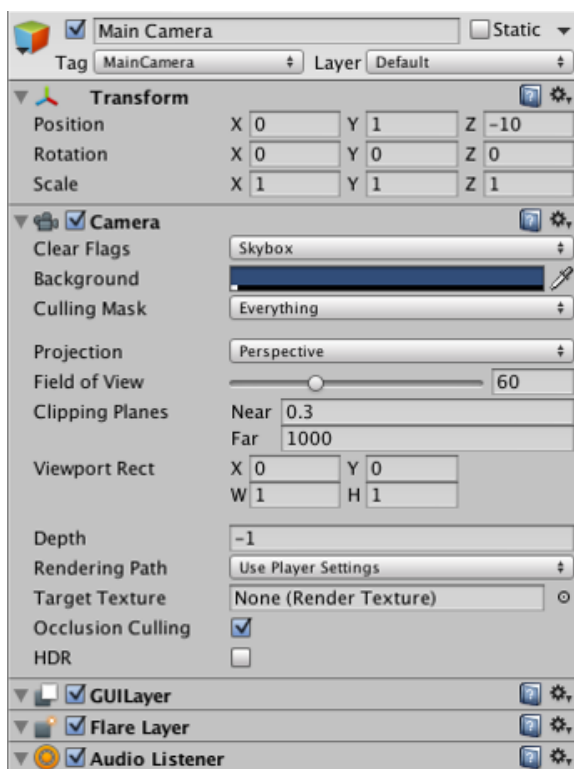 Main Camera Static
Tag MainCamera Layer Default
Transform
Position X 0 Y 1 Z -10
Rotation X 0 Y 0 Z 0
Scale X 1 Y 1 Z 1
Camera
Clear Flags Skybox
Background
Culling Mask Everything
Projection Perspective
Field of View 60
Clipping Planes Near 0.3
Far 1000
Viewport Rect X 0 Y 0
W 1 H 1
Depth -1
Rendering Path Use Player Settings
Target Texture None (Render Texture)
Occlusion Culling
HDR
GUILayer
Flare Layer
Audio Listener